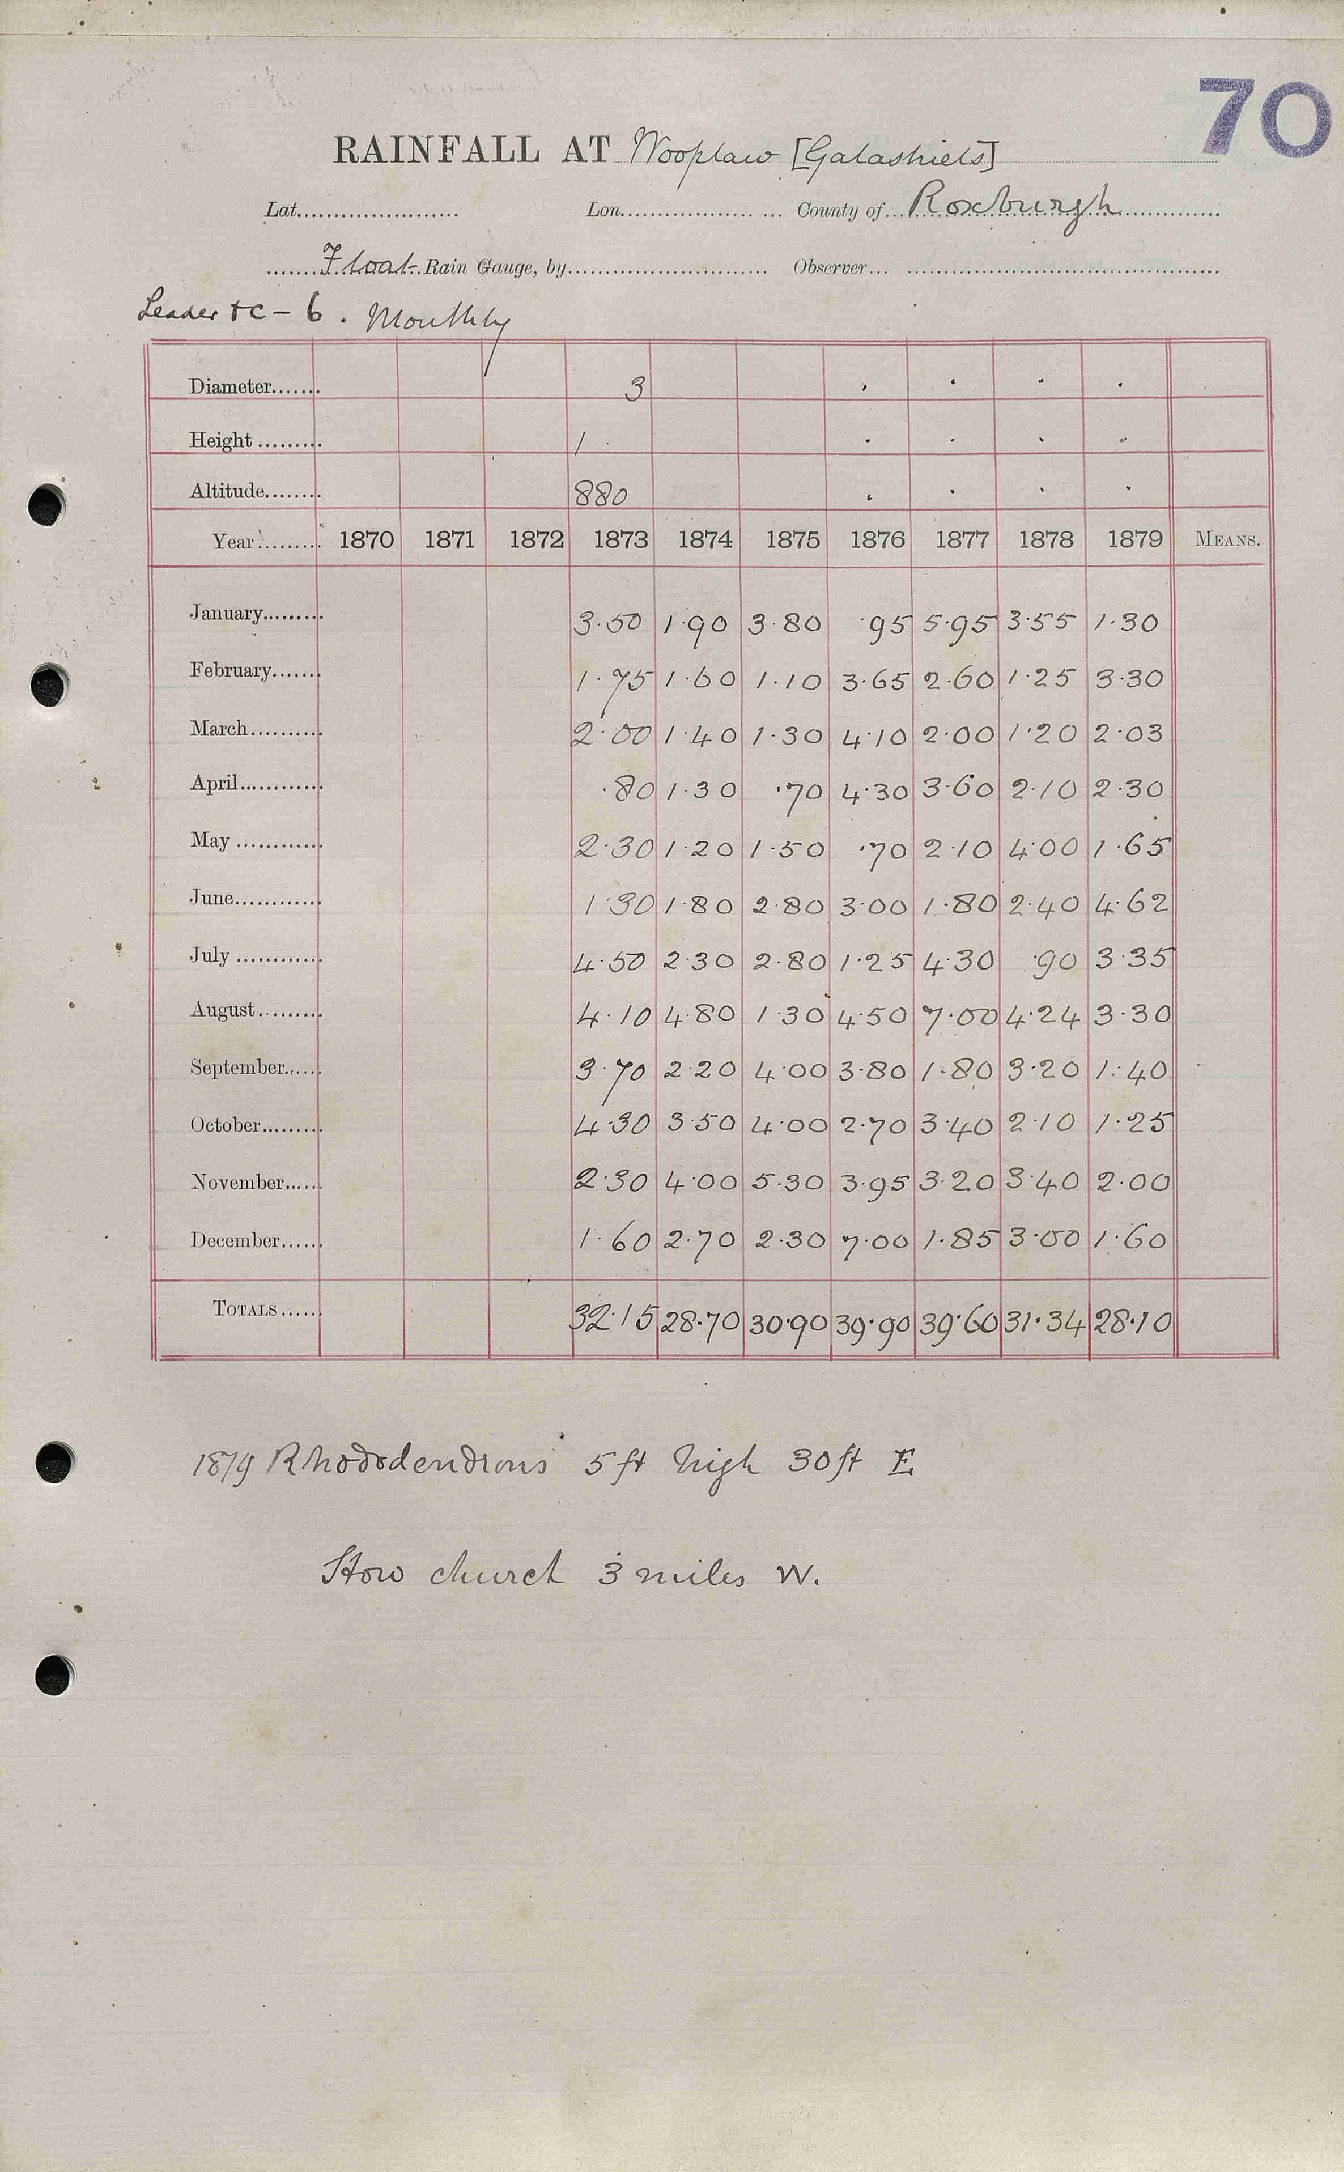 70
RAINFALL AT Wooplaw [Galashiels]
Lat. Lon. County of Roxburgh
Float Rain Gauge, by Observer
Leader &c - 6. Monthly
Diameter 3 . . . .
Height 1 . . . .
Altitude 880 . . . .
Year 1870 1871 1872 1873 1874 1875 1876 1877 1878 1879 MEANS.
January 3.50 1.90 3.80 .95 5.95 3.55 1.30
February 1.75 1.60 1.10 3.65 2.60 1.25 3.30
March 2.00 1.40 1.30 4.10 2.00 1.20 2.03
April .80 1.30 .70 4.30 3.60 2.10 2.30
May 2.30 1.20 1.50 .70 2.10 4.00 1.65
June 1.30 1.80 2.80 3.00 1.80 2.40 4.62
July 4.50 2.30 2.80 1.25 4.30 .90 3.35
August 4.10 4.80 1.30 4.50 7.00 4.24 3.30
September 3.70 2.20 4.00 3.80 1.80 3.20 1.40
October 4.30 3.50 4.00 2.70 3.40 2.10 1.25
November 2.30 4.00 5.30 3.95 3.20 3.40 2.00
December 1.60 2.70 2.30 7.00 1.85 3.00 1.60
TOTALS 32.15 28.70 30.90 39.90 39.60 31.34 28.10
1879 Rhododendrons 5ft high 30ft E
Stow church 3 miles W.